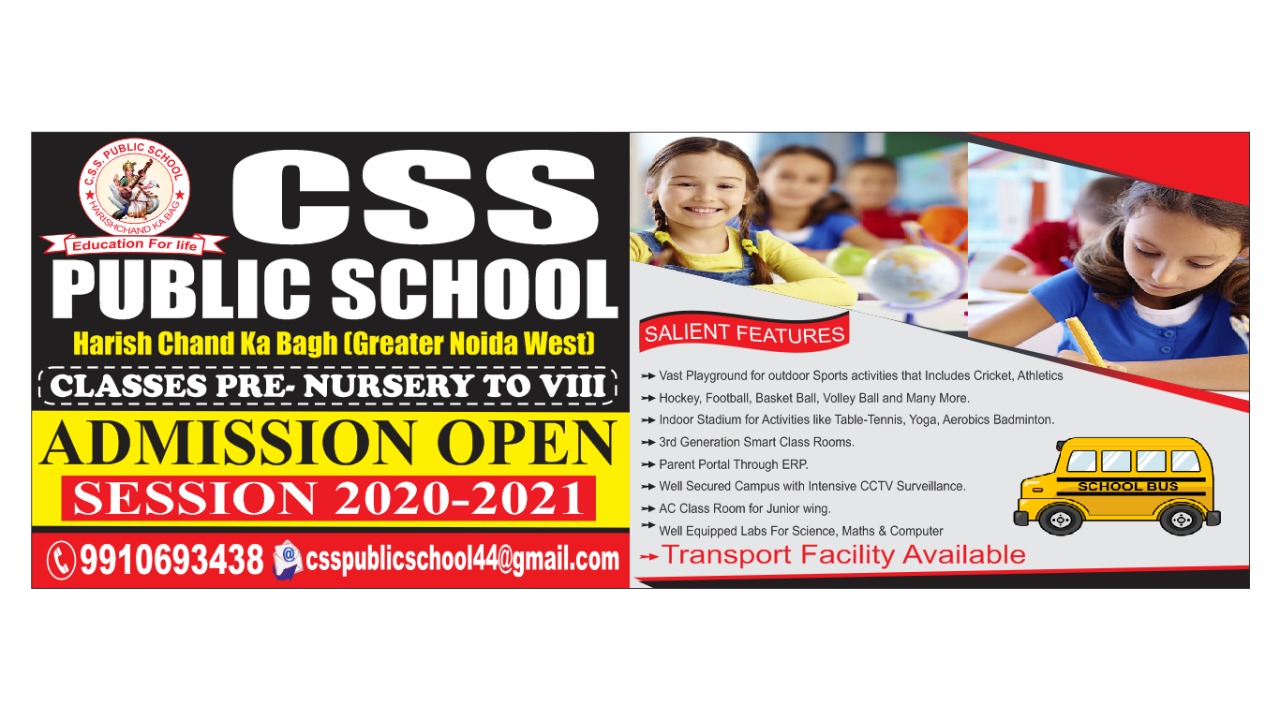 C.S.S. PUBLIC SCHOOL
HARISHCHAND KA BAG
Education For life
CSS
PUBLIC SCHOOL
Harish Chand Ka Bagh (Greater Noida West)
CLASSES PRE- NURSERY TO VIII
ADMISSION OPEN
SESSION 2020-2021
9910693438 @ csspublicschool44@gmail.com
SALIENT FEATURES
Vast Playground for outdoor Sports activities that Includes Cricket, Athletics
Hockey, Football, Basket Ball, Volley Ball and Many More.
Indoor Stadium for Activities like Table-Tennis, Yoga, Aerobics Badminton.
3rd Generation Smart Class Rooms.
Parent Portal Through ERP.
Well Secured Campus with Intensive CCTV Surveillance.
AC Class Room for Junior wing.
Well Equipped Labs For Science, Maths & Computer
Transport Facility Available
SCHOOL BUS